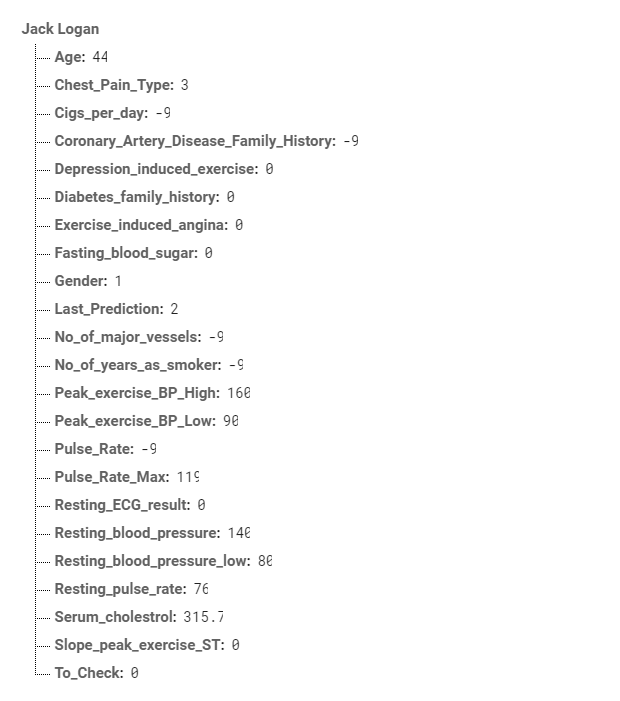 Jack Logan
Age: 44
Chest_Pain_Type: 3
Cigs_per_day: -9
Coronary_Artery_Disease_Family_History: -9
Depression_induced_exercise: 0
Diabetes_family_history: 0
Exercise_induced_angina: 0
Fasting_blood_sugar: 0
Gender: 1
Last_Prediction: 2
No_of_major_vessels: -9
No_of_years_as_smoker: -9
Peak_exercise_BP_High: 160
Peak_exercise_BP_Low: 90
Pulse_Rate: -9
Pulse_Rate_Max: 119
Resting_ECG_result: 0
Resting_blood_pressure: 140
Resting_blood_pressure_low: 80
Resting_pulse_rate: 76
Serum_cholestrol: 315.7
Slope_peak_exercise_ST: 0
To_Check: 0